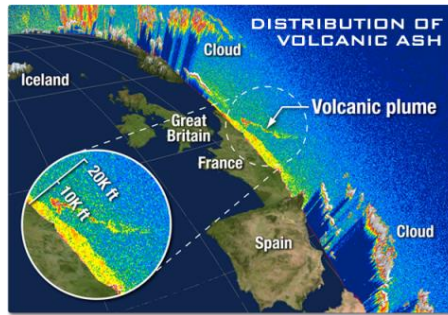 DISTRIBUTION OF
VOLCANIC ASH
Cloud
Iceland
Volcanic plume
Great
Britain
France
20K ft
10K ft
Cloud
Spain